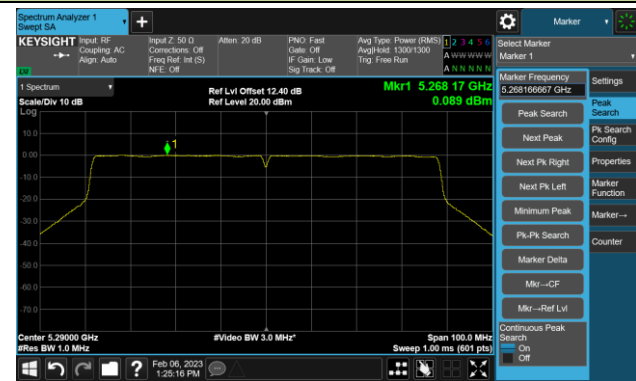 Spectrum Analyzer 1
Swept SA
Marker
KEYSIGHT
Input: RF
Coupling: AC
Align: Auto
Input Z: 50 Ω
Corrections: Off
Freq Ref: Int (S)
NFE: Off
Atten: 20 dB
PNO: Fast
Gate: Off
IF Gain: Low
Sig Track: Off
Avg Type: Power (RMS)
Avg|Hold: 1300/1300
Trig: Free Run
1 2 3 4 5 6
A W W W W W
A N N N N N
Select Marker
Marker 1
1 Spectrum
Scale/Div 10 dB
Log
Ref Lvl Offset 12.40 dB
Ref Level 20.00 dBm
Mkr1 5.268 17 GHz
0.089 dBm
1
10.0
0.00
-10.0
-20.0
-30.0
-40.0
-50.0
-60.0
-70.0
Center 5.29000 GHz
#Res BW 1.0 MHz
#Video BW 3.0 MHz*
Span 100.0 MHz
Sweep 1.00 ms (601 pts)
Marker Frequency
5.268166667 GHz
Peak Search
Next Peak
Next Pk Right
Next Pk Left
Minimum Peak
Pk-Pk Search
Marker Delta
Mkr→CF
Mkr→Ref Lvl
Continuous Peak
Search
On
Off
Settings
Peak
Search
Pk Search
Config
Properties
Marker
Function
Marker→
Counter
Feb 06, 2023
1:25:16 PM